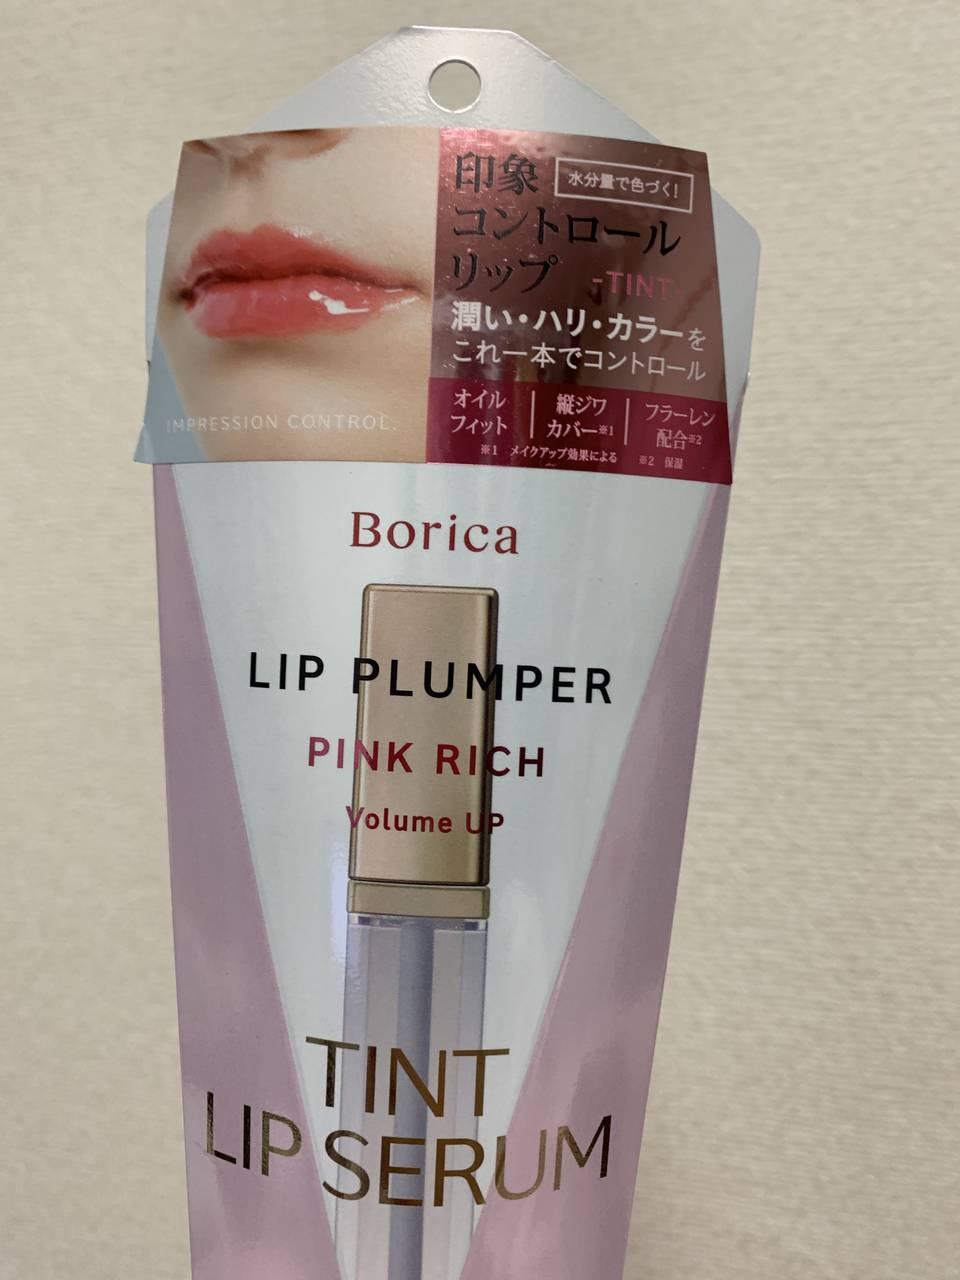 印象
水分量で色づく!
コントロール
リップ -TINT-
潤い・ハリ・カラーを
これ一本でコントロール
オイル
フィット
縦ジワ
カバー※1
フラーレン
配合※2
※1 メイクアップ効果による ※2 保湿
IMPRESSION CONTROL.
Borica
LIP PLUMPER
PINK RICH
Volume UP
TINT
LIP SERUM